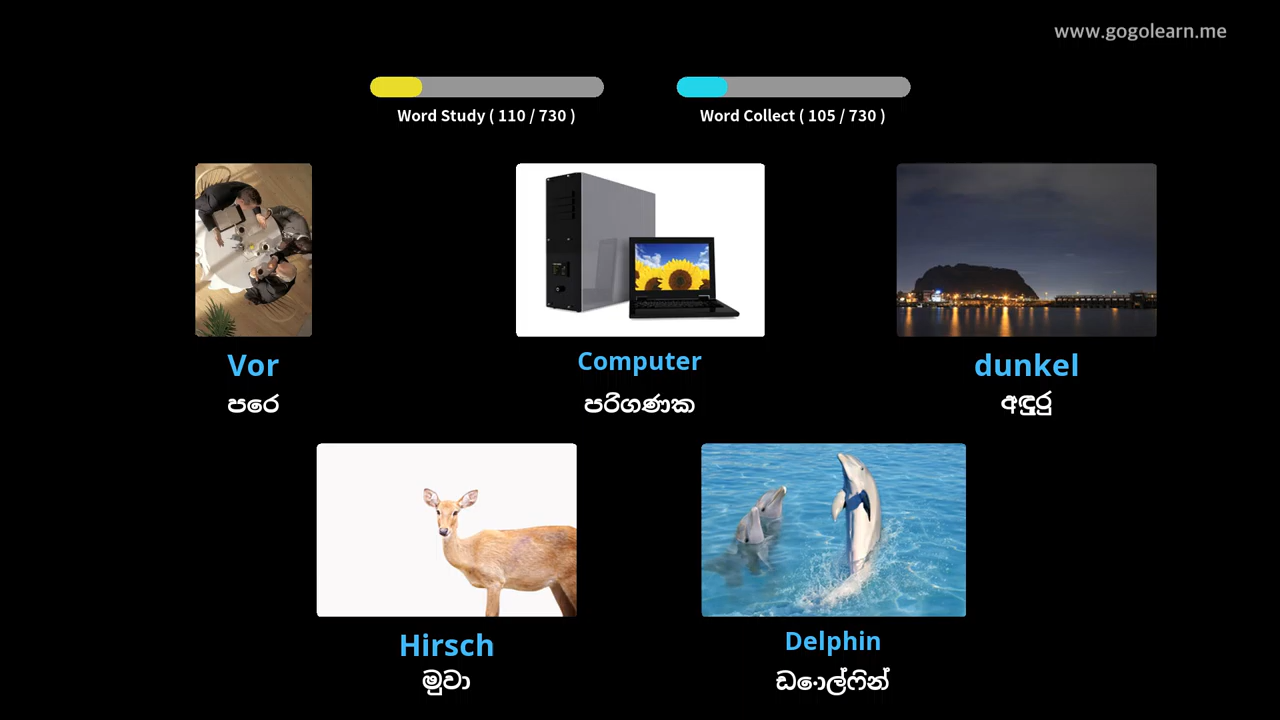 www.gogolearn.me
Word Study ( 110 / 730 )
Word Collect ( 105 / 730 )
Vor
පරෙ
Computer
පරිගණක
dunkel
අඳුරු
Hirsch
මුවා
Delphin
ඩොල්ෆින්